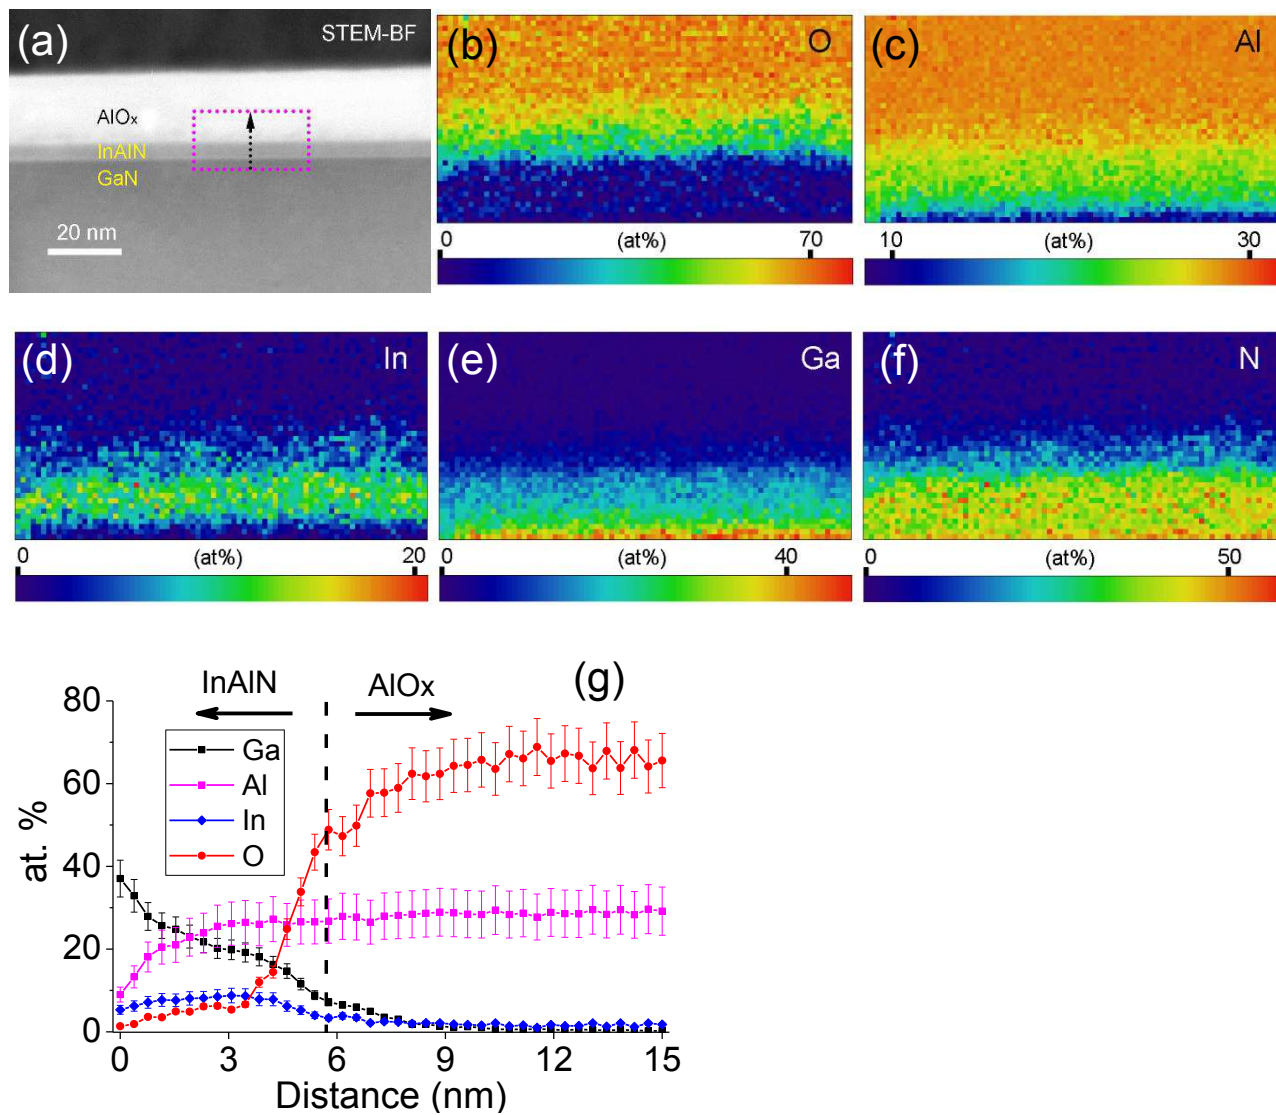 (a)
STEM-BF
AlOx
InAlN
GaN
20 nm
(b)
O
0
(at%)
70
(c)
Al
10
(at%)
30
(d)
In
0
(at%)
20
(e)
Ga
0
(at%)
40
(f)
N
0
(at%)
50
(g)
InAlN
AlOx
Ga
Al
In
O
80
60
40
20
0
at. %
0
3
6
9
12
15
Distance (nm)